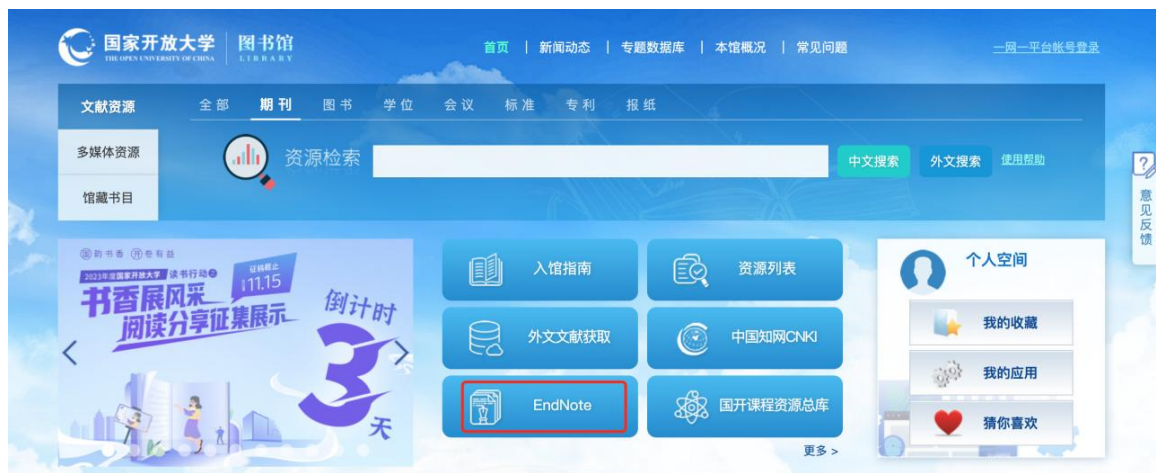 国家开放大学 图书馆
THE OPEN UNIVERSITY OF CHINA LIBRARY
首页 | 新闻动态 | 专题数据库 | 本馆概况 | 常见问题
一网一平台帐号登录
文献资源
全部 期刊 图书 学位 会议 标准 专利 报纸
多媒体资源
馆藏书目
资源检索
中文搜索 外文搜索 使用帮助
?
意见反馈
国韵书香 开卷有益
2023年度国家开放大学 读书行动
征稿截止
11.15
书香展风采
阅读分享征集展示
倒计时
3
天
入馆指南
资源列表
外文文献获取
中国知网CNKI
EndNote
国开课程资源总库
更多 >
个人空间
我的收藏
我的应用
猜你喜欢